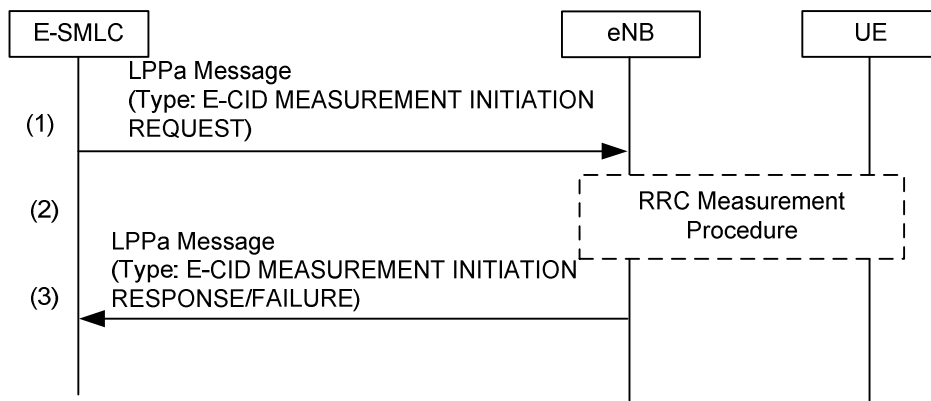 E-SMLC
eNB
UE
LPPa Message
(Type: E-CID MEASUREMENT INITIATION
REQUEST)
(1)
RRC Measurement
Procedure
(2)
LPPa Message
(Type: E-CID MEASUREMENT INITIATION
RESPONSE/FAILURE)
(3)